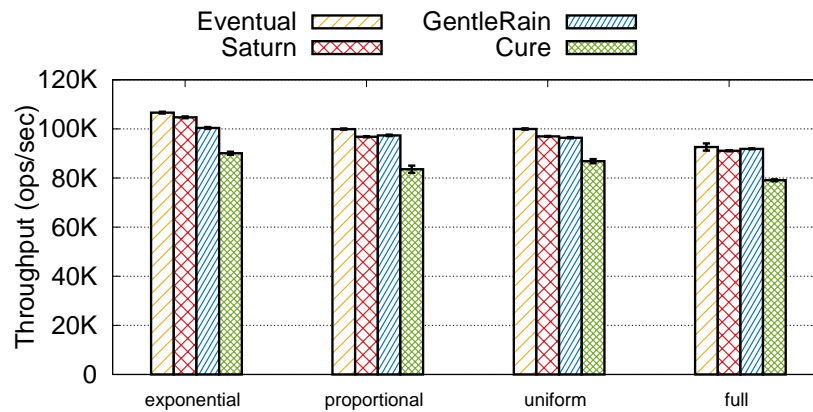 Eventual GentleRain
Saturn Cure
Throughput (ops/sec)
120K
100K
80K
60K
40K
20K
0
exponential proportional uniform full